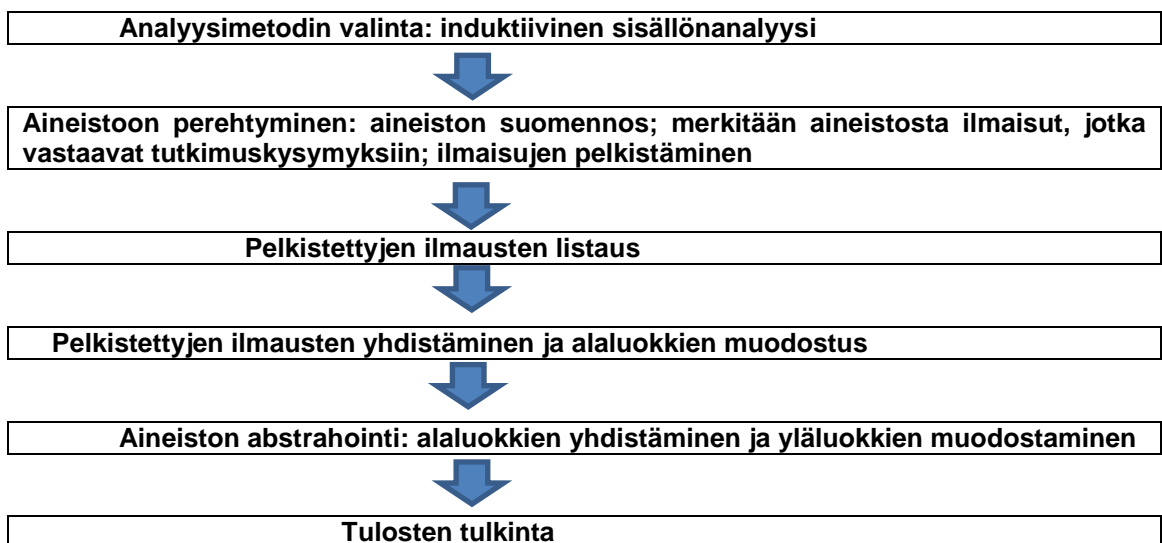 Analyysimetodin valinta: induktiivinen sisällönanalyysi
Aineistoon perehtyminen: aineiston suomennos; merkitään aineistosta ilmaisut, jotka
vastaavat tutkimuskysymyksiin; ilmaisujen pelkistäminen
Pelkistettyjen ilmausten listaus
Pelkistettyjen ilmausten yhdistäminen ja alaluokkien muodostus
Aineiston abstrahointi: alaluokkien yhdistäminen ja yläluokkien muodostaminen
Tulosten tulkinta